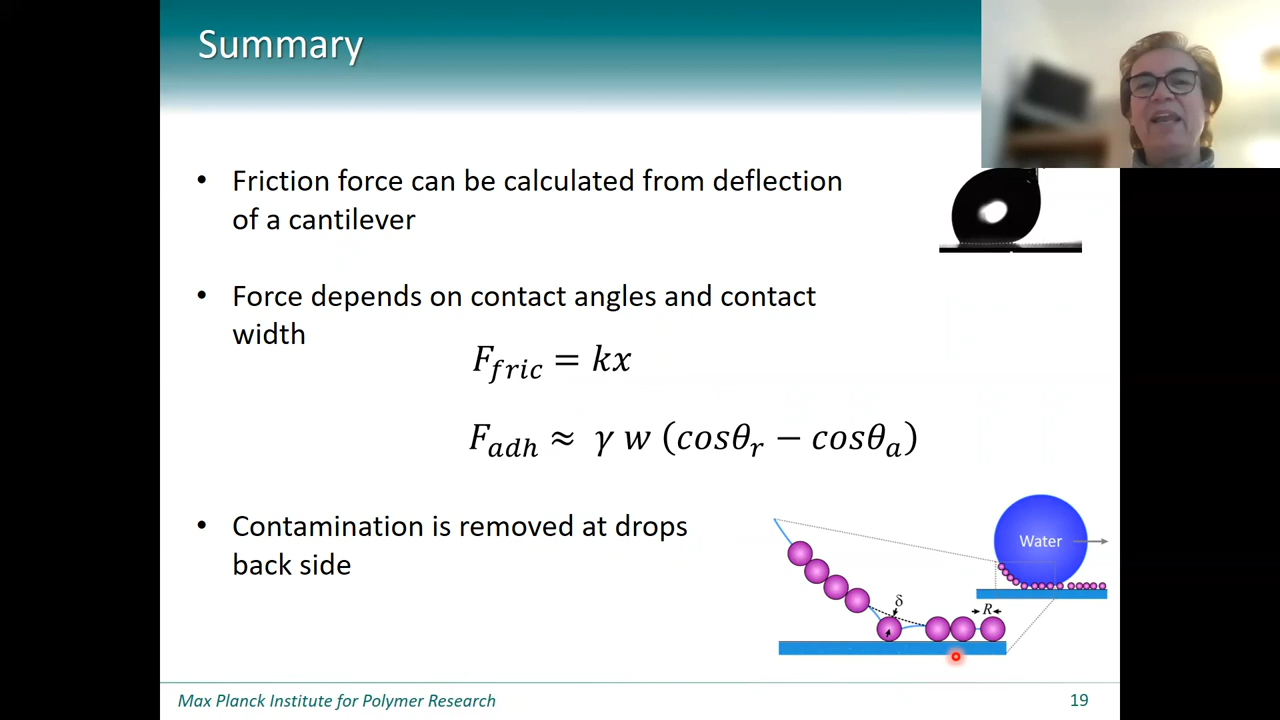 Summary
• Friction force can be calculated from deflection
of a cantilever
• Force depends on contact angles and contact
width
F_fric = kx
F_adh ≈ γ w (cosθ_r − cosθ_a)
Water
• Contamination is removed at drops
back side
δ
R
Max Planck Institute for Polymer Research
19